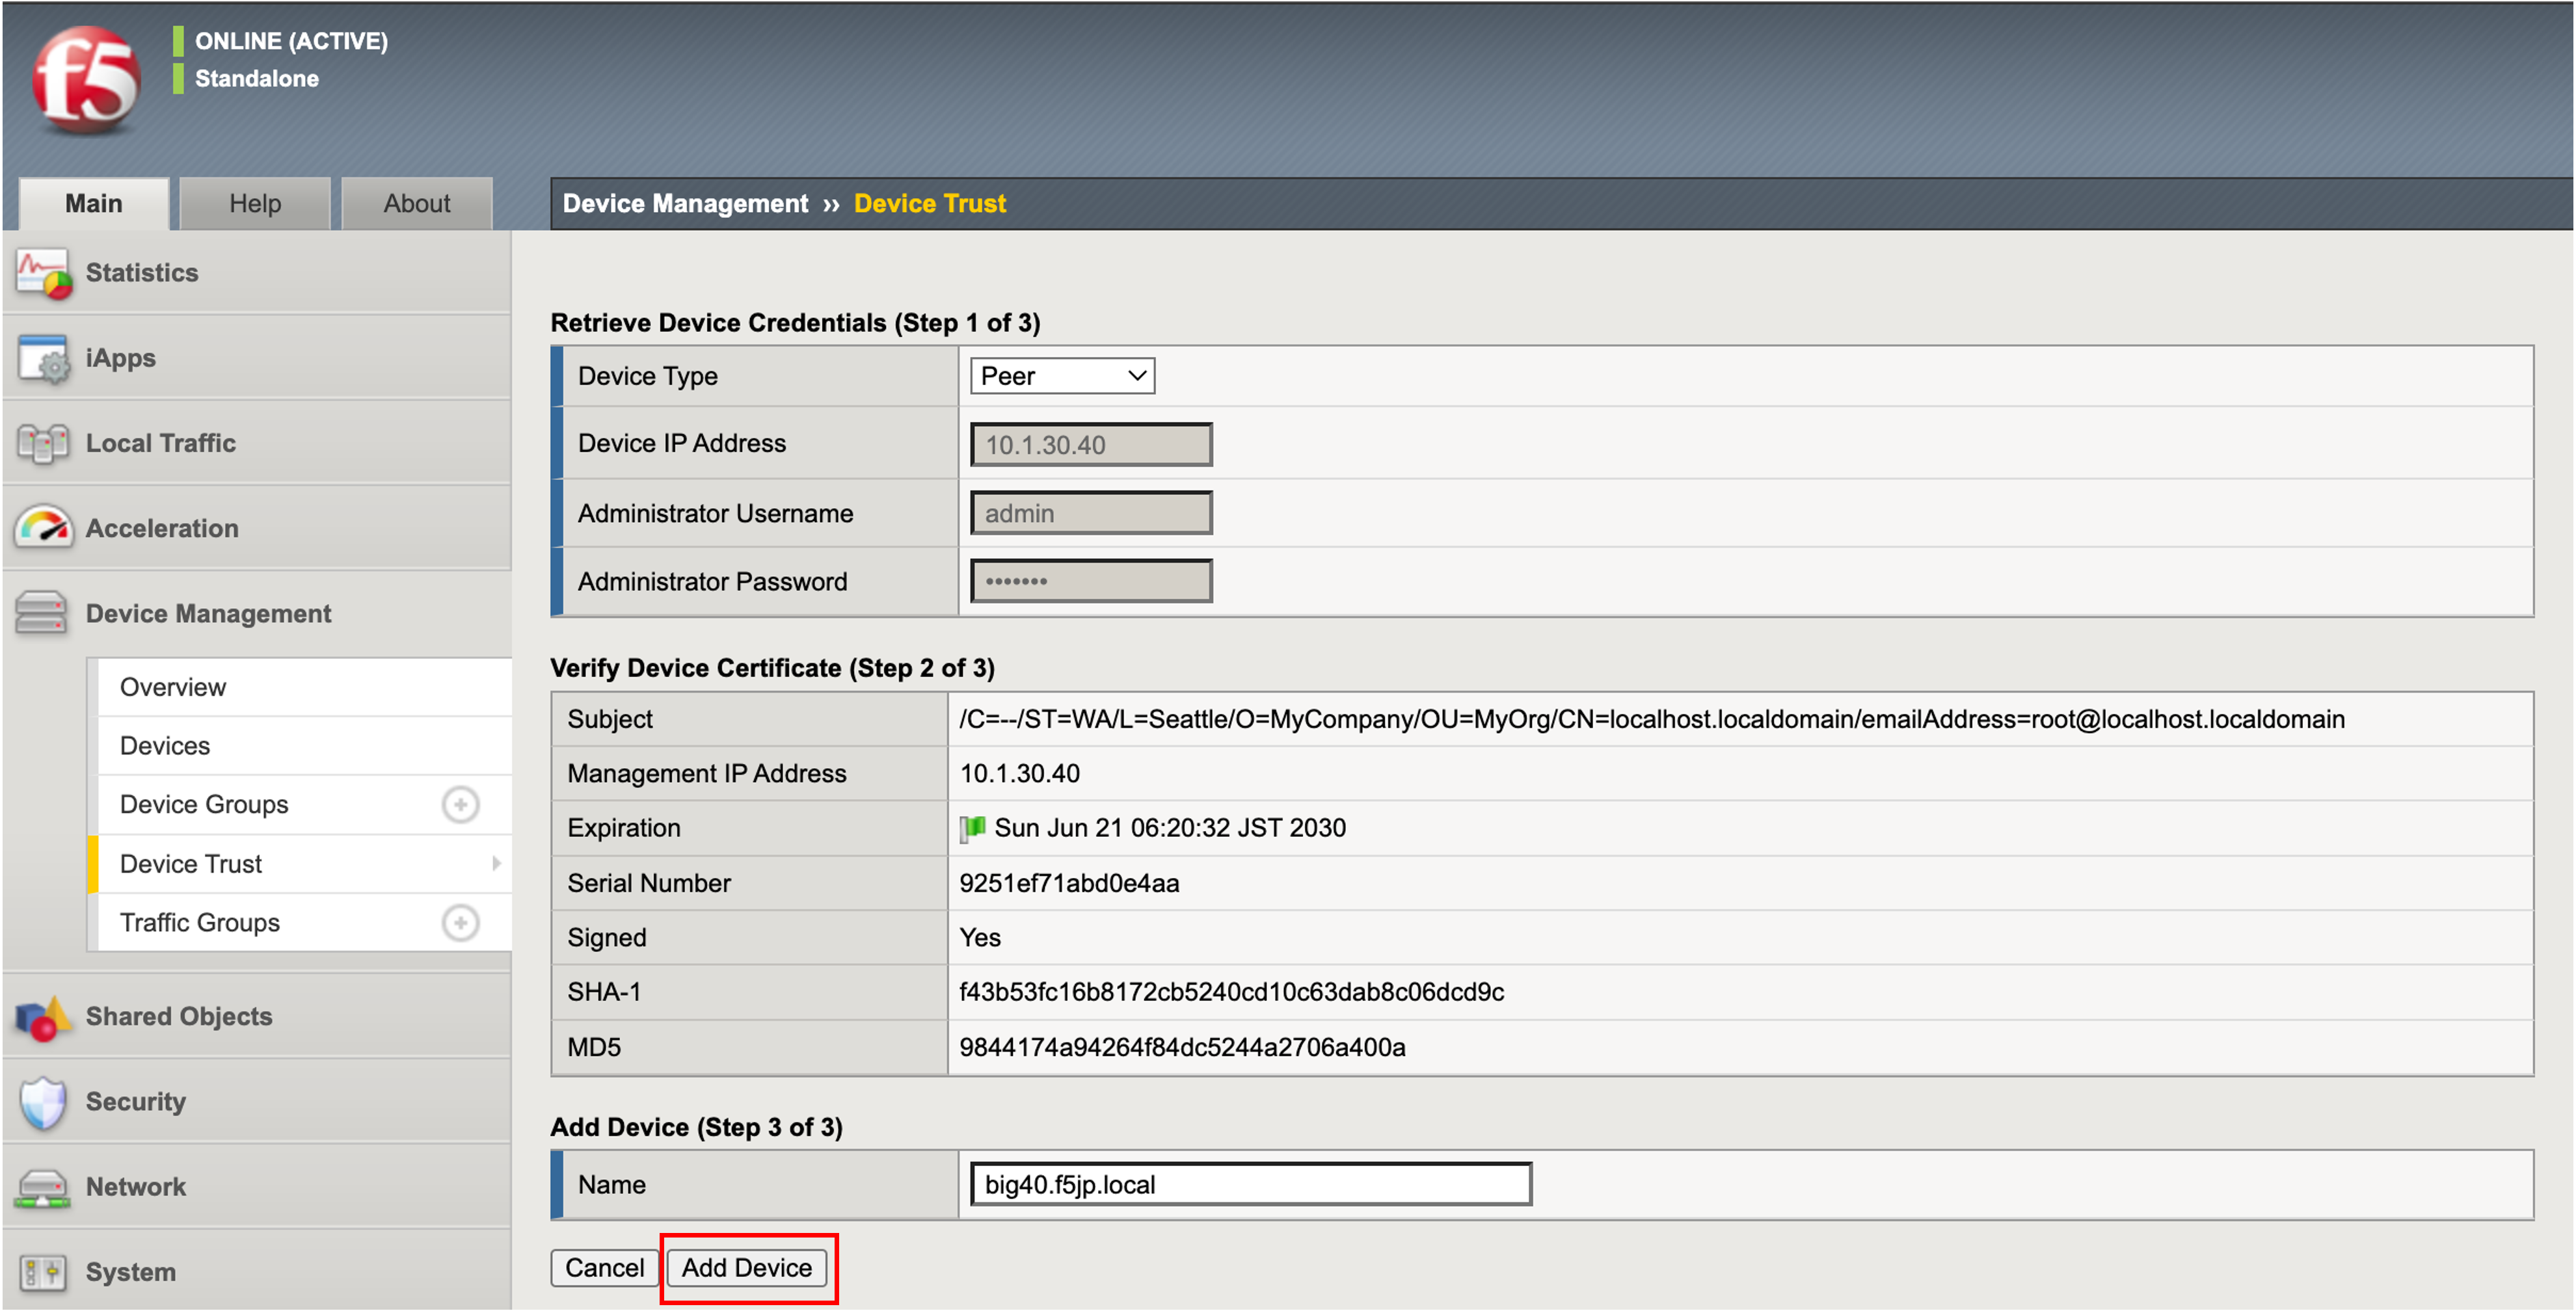 f5
ONLINE (ACTIVE)
Standalone
Main Help About
Device Management ›› Device Trust
Statistics
iApps
Local Traffic
Acceleration
Device Management
Overview
Devices
Device Groups
Device Trust
Traffic Groups
Shared Objects
Security
Network
System
Retrieve Device Credentials (Step 1 of 3)
Device Type Peer
Device IP Address 10.1.30.40
Administrator Username admin
Administrator Password •••••••
Verify Device Certificate (Step 2 of 3)
Subject /C=--/ST=WA/L=Seattle/O=MyCompany/OU=MyOrg/CN=localhost.localdomain/emailAddress=root@localhost.localdomain
Management IP Address 10.1.30.40
Expiration Sun Jun 21 06:20:32 JST 2030
Serial Number 9251ef71abd0e4aa
Signed Yes
SHA-1 f43b53fc16b8172cb5240cd10c63dab8c06dcd9c
MD5 9844174a94264f84dc5244a2706a400a
Add Device (Step 3 of 3)
Name big40.f5jp.local
Cancel Add Device